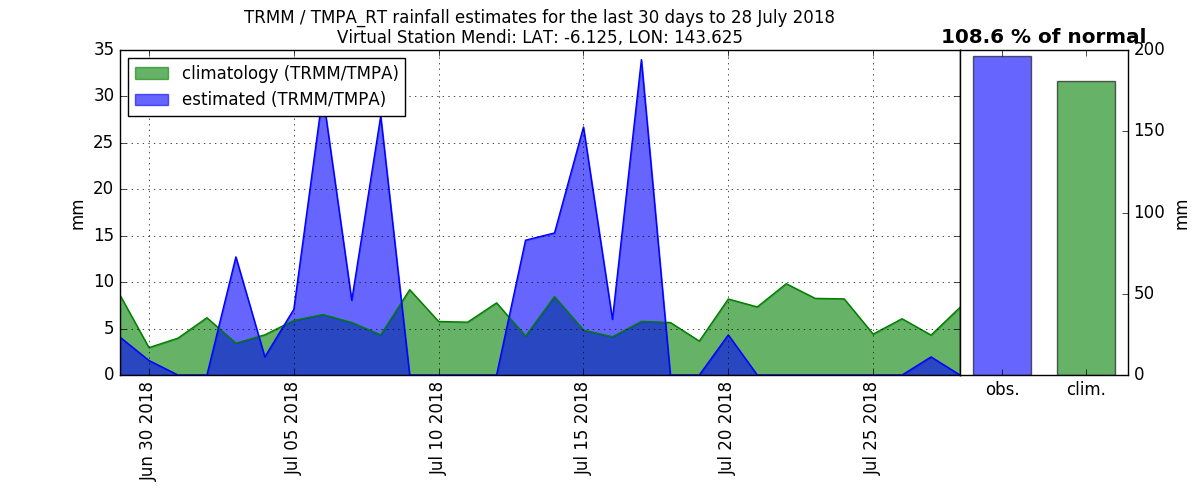 TRMM / TMPA_RT rainfall estimates for the last 30 days to 28 July 2018
Virtual Station Mendi: LAT: -6.125, LON: 143.625
108.6 % of normal
climatology (TRMM/TMPA)
estimated (TRMM/TMPA)
35
30
25
20
15
10
5
0
mm
Jun 30 2018
Jul 05 2018
Jul 10 2018
Jul 15 2018
Jul 20 2018
Jul 25 2018
200
150
100
50
0
mm
obs.
clim.